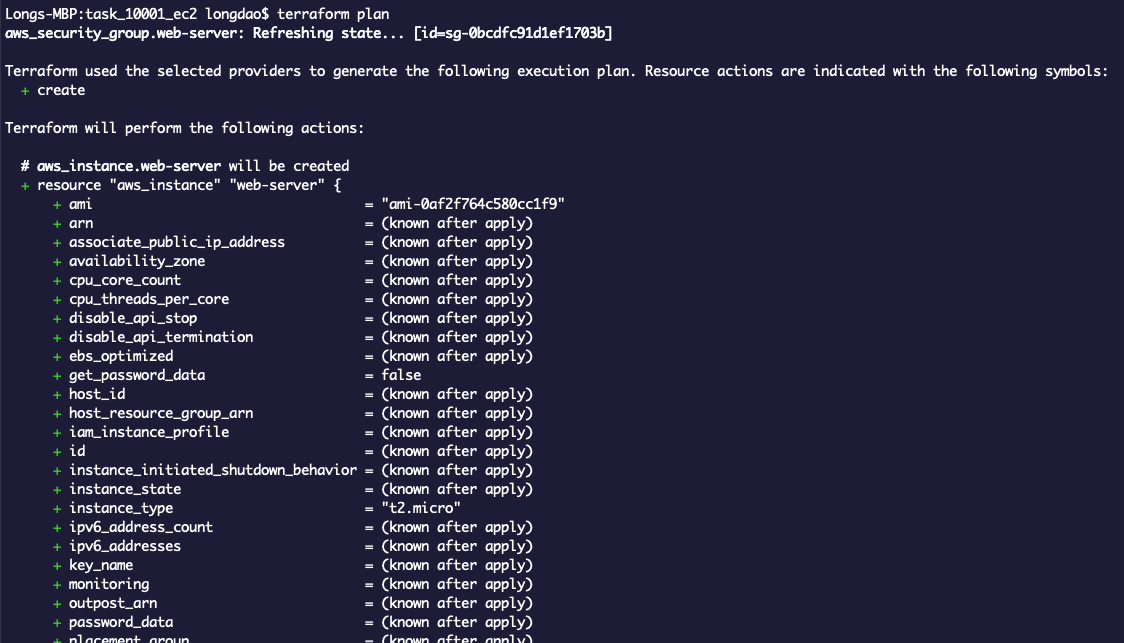 Longs-MBP:task_10001_ec2 longdao$ terraform plan
aws_security_group.web-server: Refreshing state... [id=sg-0bcdfc91d1ef1703b]
Terraform used the selected providers to generate the following execution plan. Resource actions are indicated with the following symbols:
+ create
Terraform will perform the following actions:
# aws_instance.web-server will be created
+ resource "aws_instance" "web-server" {
+ ami = "ami-0af2f764c580cc1f9"
+ arn = (known after apply)
+ associate_public_ip_address = (known after apply)
+ availability_zone = (known after apply)
+ cpu_core_count = (known after apply)
+ cpu_threads_per_core = (known after apply)
+ disable_api_stop = (known after apply)
+ disable_api_termination = (known after apply)
+ ebs_optimized = (known after apply)
+ get_password_data = false
+ host_id = (known after apply)
+ host_resource_group_arn = (known after apply)
+ iam_instance_profile = (known after apply)
+ id = (known after apply)
+ instance_initiated_shutdown_behavior = (known after apply)
+ instance_state = (known after apply)
+ instance_type = "t2.micro"
+ ipv6_address_count = (known after apply)
+ ipv6_addresses = (known after apply)
+ key_name = (known after apply)
+ monitoring = (known after apply)
+ outpost_arn = (known after apply)
+ password_data = (known after apply)
+ placement_group = (known after apply)